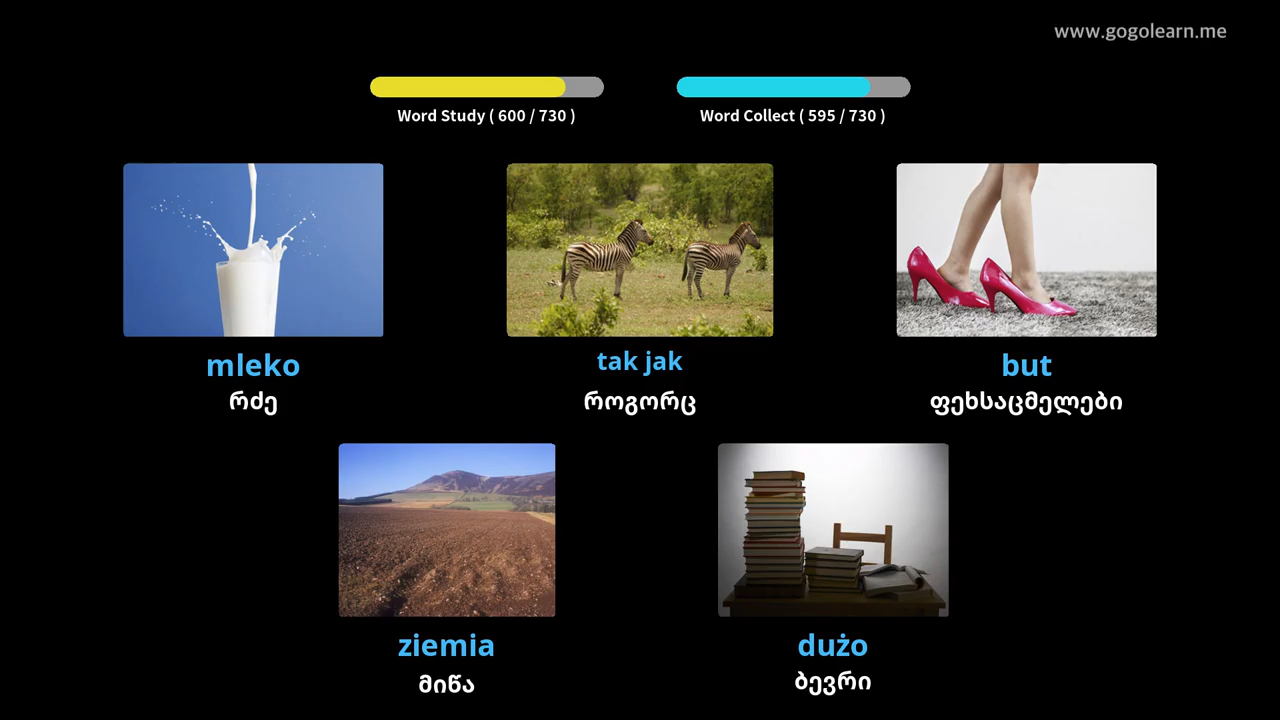 www.gogolearn.me
Word Study ( 600 / 730 )
Word Collect ( 595 / 730 )
mleko
რძე
tak jak
როგორც
but
ფეხსაცმელები
ziemia
მიწა
dużo
ბევრი